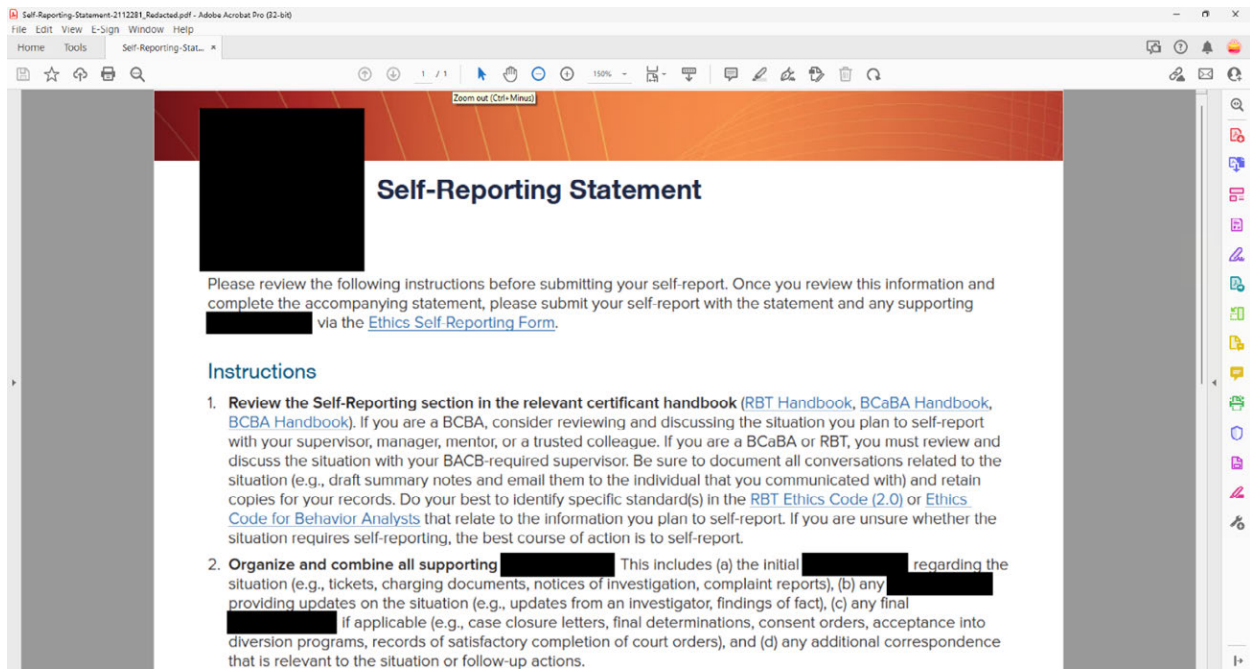 Self-Reporting-Statement-2112281_Redacted.pdf - Adobe Acrobat Pro (32-bit)
File Edit View E-Sign Window Help
Home Tools Self-Reporting-Stat... ×
1 / 1 150%
Zoom out (Ctrl+Minus)
Self-Reporting Statement
Please review the following instructions before submitting your self-report. Once you review this information and
complete the accompanying statement, please submit your self-report with the statement and any supporting
via the Ethics Self-Reporting Form.
Instructions
1. Review the Self-Reporting section in the relevant certificant handbook (RBT Handbook, BCaBA Handbook,
BCBA Handbook). If you are a BCBA, consider reviewing and discussing the situation you plan to self-report
with your supervisor, manager, mentor, or a trusted colleague. If you are a BCaBA or RBT, you must review and
discuss the situation with your BACB-required supervisor. Be sure to document all conversations related to the
situation (e.g., draft summary notes and email them to the individual that you communicated with) and retain
copies for your records. Do your best to identify specific standard(s) in the RBT Ethics Code (2.0) or Ethics
Code for Behavior Analysts that relate to the information you plan to self-report. If you are unsure whether the
situation requires self-reporting, the best course of action is to self-report.
2. Organize and combine all supporting This includes (a) the initial regarding the
situation (e.g., tickets, charging documents, notices of investigation, complaint reports), (b) any
providing updates on the situation (e.g., updates from an investigator, findings of fact), (c) any final
if applicable (e.g., case closure letters, final determinations, consent orders, acceptance into
diversion programs, records of satisfactory completion of court orders), and (d) any additional correspondence
that is relevant to the situation or follow-up actions.